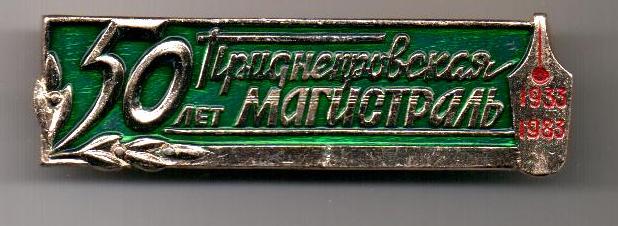 50 лет
Приднепровская
магистраль
1933
1983